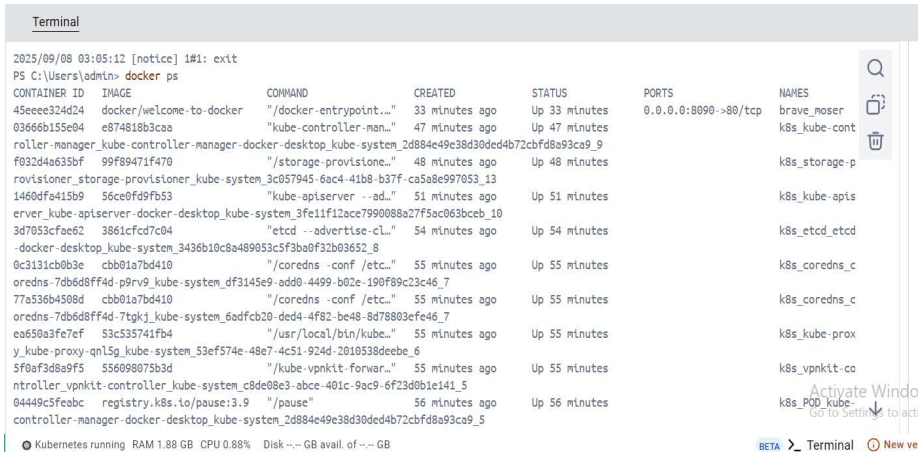 Terminal
2025/09/08 03:05:12 [notice] 1#1: exit
PS C:\Users\admin> docker ps
CONTAINER ID IMAGE COMMAND CREATED STATUS PORTS NAMES
45eeee324d24 docker/welcome-to-docker "/docker-entrypoint.…" 33 minutes ago Up 33 minutes 0.0.0.0:8090->80/tcp brave_moser
03666b155e04 e874818b3caa "kube-controller-man…" 47 minutes ago Up 47 minutes k8s_kube-cont
roller-manager_kube-controller-manager-docker-desktop_kube-system_2d884e49e38d30ded4b72cbfd8a93ca9_9
f032d4a635bf 99f89471f470 "/storage-provisione…" 48 minutes ago Up 48 minutes k8s_storage-p
rovisioner_storage-provisioner_kube-system_3c057945-6ac4-41b8-b37f-ca5a8e997053_13
1460dfa415b9 56ce0fd9fb53 "kube-apiserver --ad…" 51 minutes ago Up 51 minutes k8s_kube-apis
erver_kube-apiserver-docker-desktop_kube-system_3fe11f12ace7990088a27f5ac063bceb_10
3d7053cfae62 3861cfcd7c04 "etcd --advertise-cl…" 54 minutes ago Up 54 minutes k8s_etcd_etcd
-docker-desktop_kube-system_3436b10c8a489053c5f3ba0f32b03652_8
0c3131cb0b3e cbb01a7bd410 "/coredns -conf /etc…" 55 minutes ago Up 55 minutes k8s_coredns_c
oredns-7db6d8ff4d-p9rv9_kube-system_df3145e9-add0-4499-b02e-190f89c23c46_7
77a536b4508d cbb01a7bd410 "/coredns -conf /etc…" 55 minutes ago Up 55 minutes k8s_coredns_c
oredns-7db6d8ff4d-7tgkj_kube-system_6adfcb20-ded4-4f82-be48-8d78803efe46_7
ea650a3fe7ef 53c535741fb4 "/usr/local/bin/kube…" 55 minutes ago Up 55 minutes k8s_kube-prox
y_kube-proxy-qnl5g_kube-system_53ef574e-48e7-4c51-924d-2010538deebe_6
5f0af3d8a9f5 556098075b3d "/kube-vpnkit-forwar…" 55 minutes ago Up 55 minutes k8s_vpnkit-co
ntroller_vpnkit-controller_kube-system_c8de08e3-abce-401c-9ac9-6f23d0b1e141_5
04449c5feabc registry.k8s.io/pause:3.9 "/pause" 56 minutes ago Up 56 minutes k8s_POD_kube-
controller-manager-docker-desktop_kube-system_2d884e49e38d30ded4b72cbfd8a93ca9_5
Activate Windo
Go to Settings to acti
Kubernetes running RAM 1.88 GB CPU 0.88% Disk --.-- GB avail. of --.-- GB BETA >_ Terminal New ve